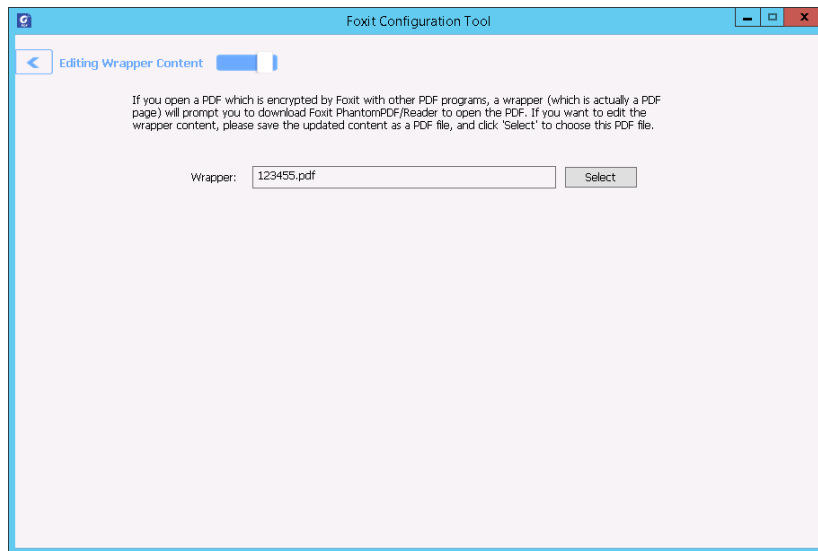 Foxit Configuration Tool
Editing Wrapper Content
If you open a PDF which is encrypted by Foxit with other PDF programs, a wrapper (which is actually a PDF
page) will prompt you to download Foxit PhantomPDF/Reader to open the PDF. If you want to edit the
wrapper content, please save the updated content as a PDF file, and click 'Select' to choose this PDF file.
Wrapper: 123455.pdf Select